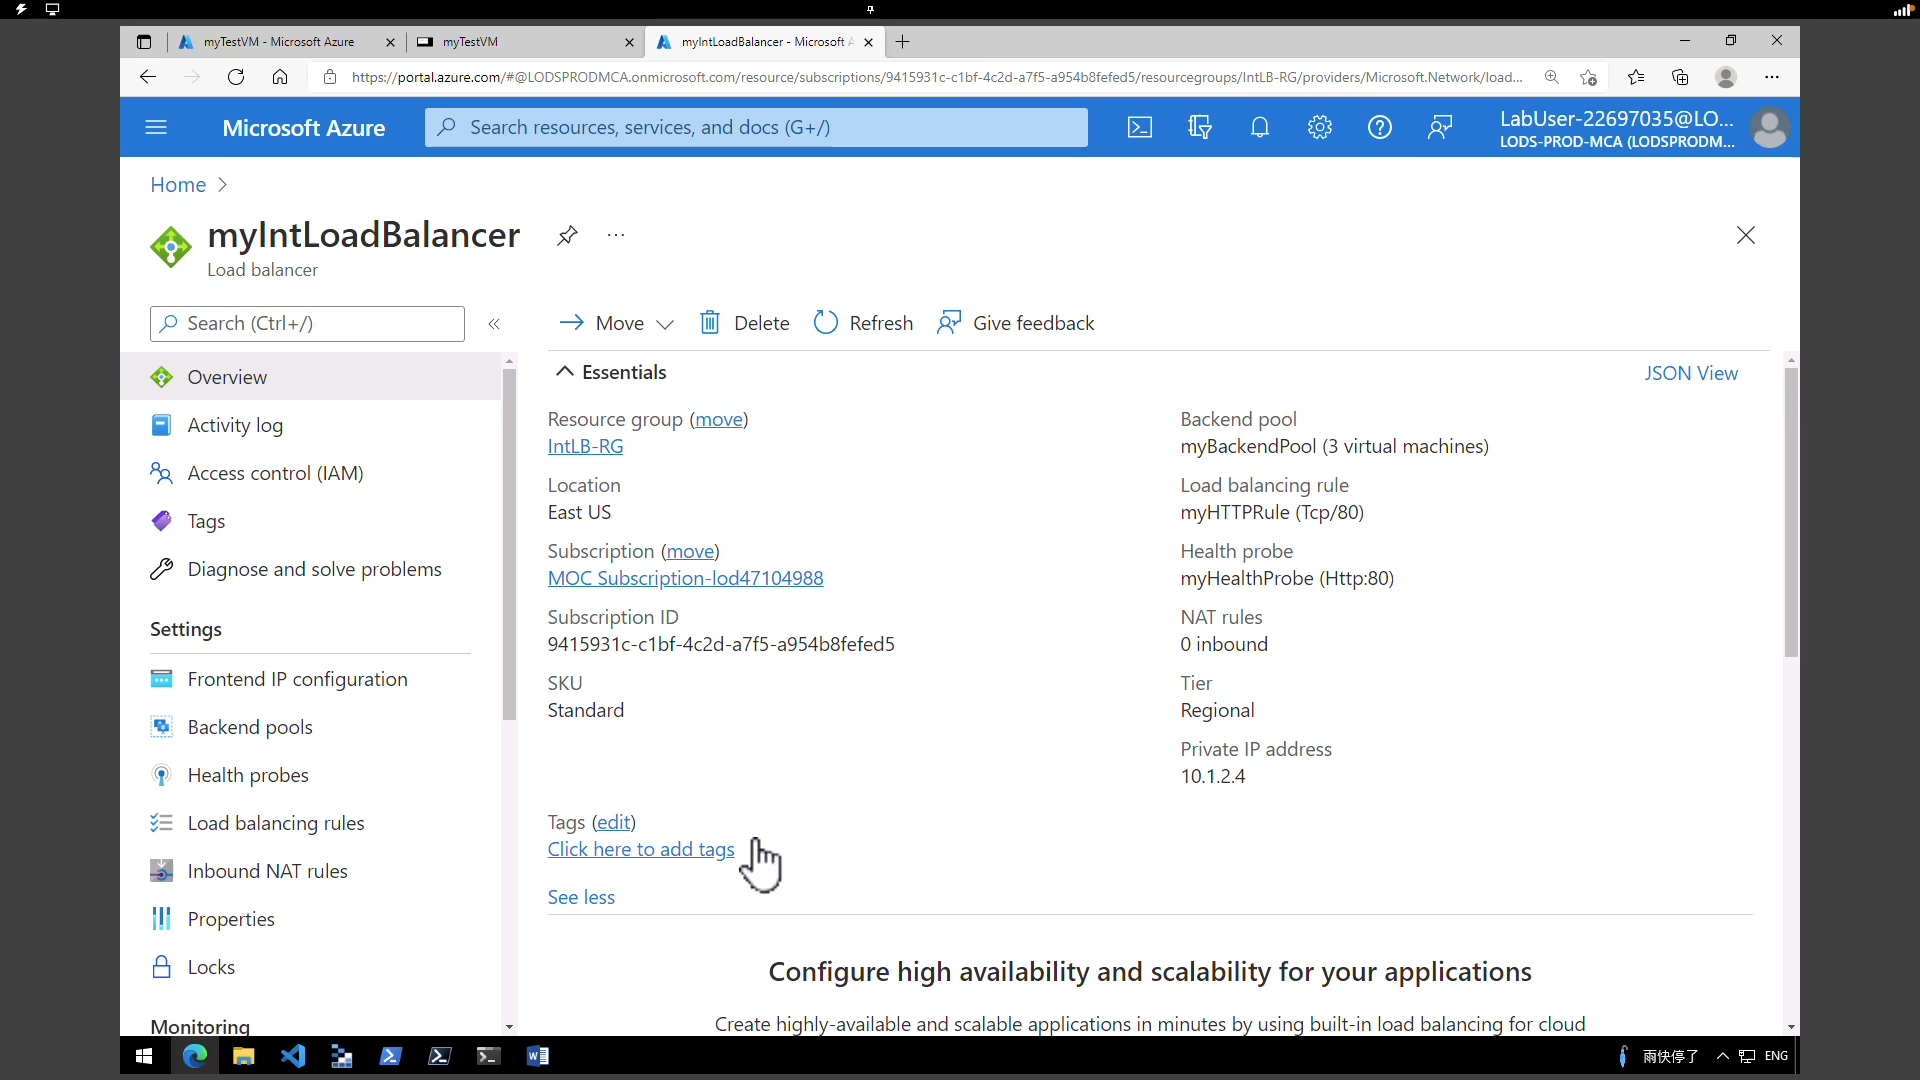 myTestVM - Microsoft Azure
myTestVM
myIntLoadBalancer - Microsoft A
https://portal.azure.com/#@LODSPRODMCA.onmicrosoft.com/resource/subscriptions/9415931c-c1bf-4c2d-a7f5-a954b8fefed5/resourcegroups/IntLB-RG/providers/Microsoft.Network/load...
Microsoft Azure
Search resources, services, and docs (G+/)
LabUser-22697035@LO...
LODS-PROD-MCA (LODSPRODM...
Home
myIntLoadBalancer
Load balancer
Search (Ctrl+/)
Move
Delete
Refresh
Give feedback
Overview
Activity log
Access control (IAM)
Tags
Diagnose and solve problems
Settings
Frontend IP configuration
Backend pools
Health probes
Load balancing rules
Inbound NAT rules
Properties
Locks
Monitoring
Essentials
JSON View
Resource group (move)
IntLB-RG
Location
East US
Subscription (move)
MOC Subscription-lod47104988
Subscription ID
9415931c-c1bf-4c2d-a7f5-a954b8fefed5
SKU
Standard
Backend pool
myBackendPool (3 virtual machines)
Load balancing rule
myHTTPRule (Tcp/80)
Health probe
myHealthProbe (Http:80)
NAT rules
0 inbound
Tier
Regional
Private IP address
10.1.2.4
Tags (edit)
Click here to add tags
See less
Configure high availability and scalability for your applications
Create highly-available and scalable applications in minutes by using built-in load balancing for cloud
雨快停了
ENG